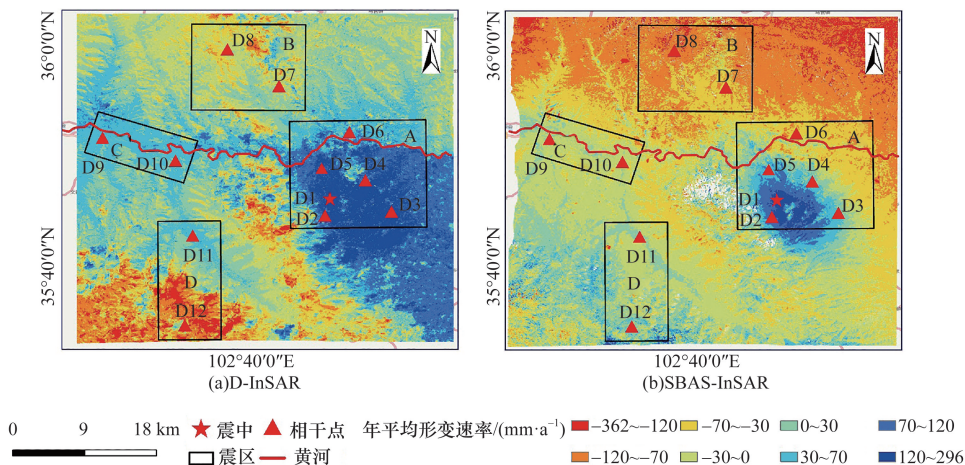 36°0′0″N
35°40′0″N
N
B
D8
D7
A
D6
D5
D4
D1
D2
D3
C
D9
D10
D11
D
D12
102°40′0″E
(a)D-InSAR
36°0′0″N
35°40′0″N
N
B
D8
D7
A
D6
D5
D4
D1
D2
D3
C
D9
D10
D11
D
D12
102°40′0″E
(b)SBAS-InSAR
0 9 18 km
震中 相干点 年平均形变速率/(mm·a⁻¹)
震区 黄河
−362~−120 −70~−30 0~30 70~120
−120~−70 −30~0 30~70 120~296